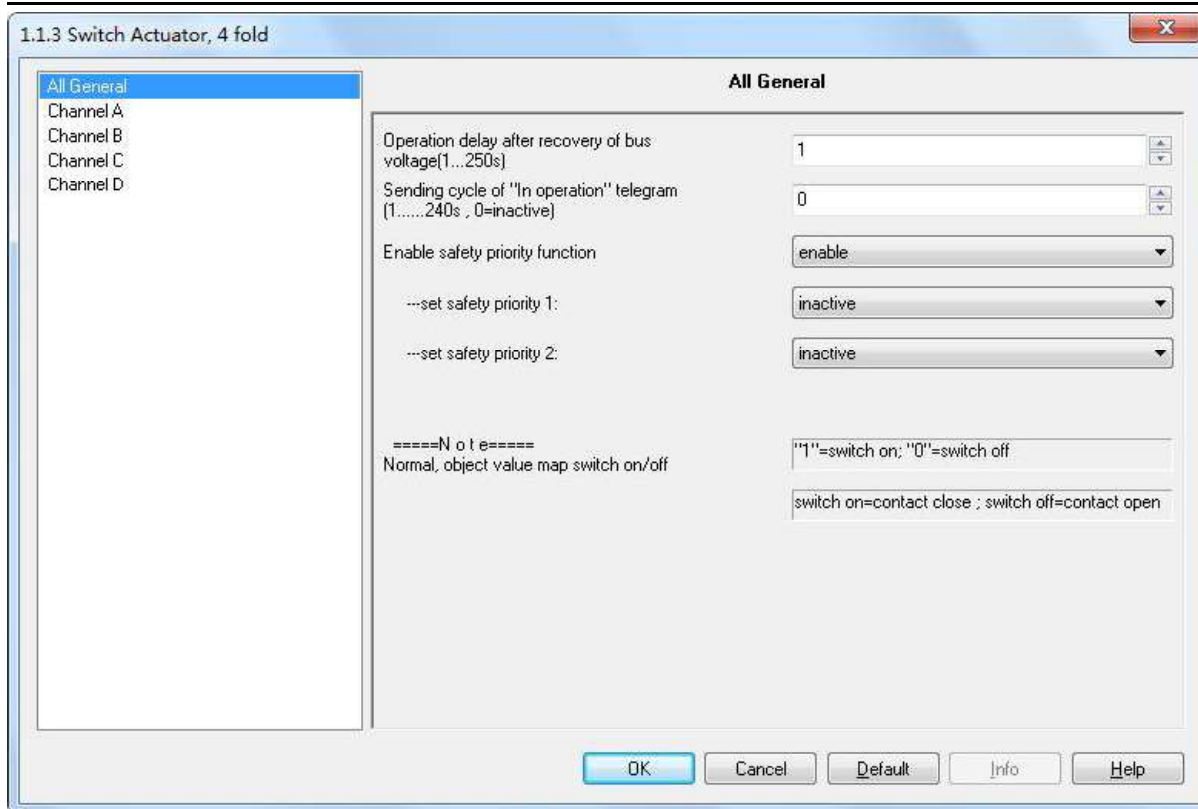 1.1.3 Switch Actuator, 4 fold
All General
Channel A
Channel B
Channel C
Channel D
All General
Operation delay after recovery of bus
voltage(1...250s)
1
Sending cycle of "In operation" telegram
(1......240s , 0=inactive)
0
Enable safety priority function
enable
---set safety priority 1:
inactive
---set safety priority 2:
inactive
=====N o t e=====
Normal, object value map switch on/off
"1"=switch on; "0"=switch off
switch on=contact close ; switch off=contact open
OK
Cancel
Default
Info
Help